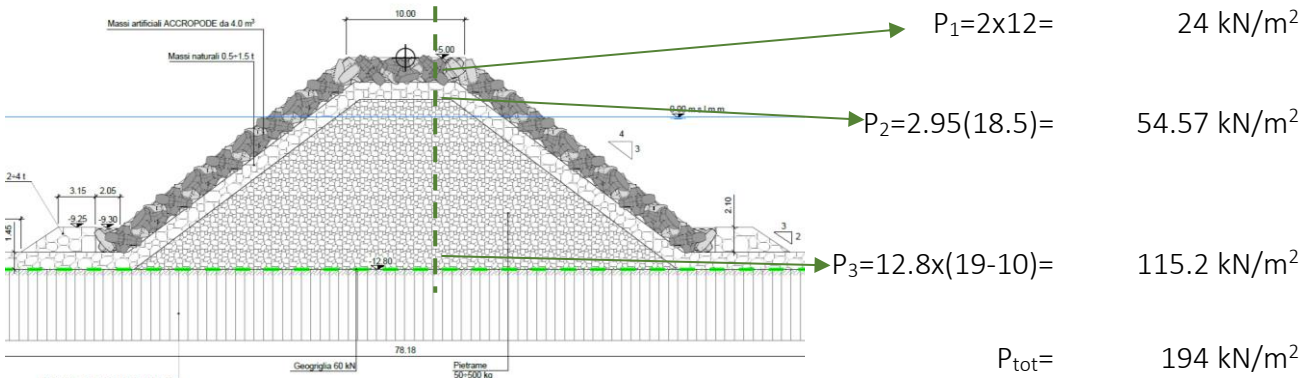 10.00
P1=2x12= 24 kN/m2
Massi artificiali ACCROPODE da 4.0 m3
Massi naturali 0.5÷1.5 t
0.00 m s.l.m.m.
P2=2.95(18.5)= 54.57 kN/m2
4
3
2÷4 t
3.15 2.05
-9.25 -9.30
1.45
2.10
3
2
-12.80
P3=12.8x(19-10)= 115.2 kN/m2
78.18
Geogriglia 60 kN
Pietrame
50÷500 kg
Ptot= 194 kN/m2